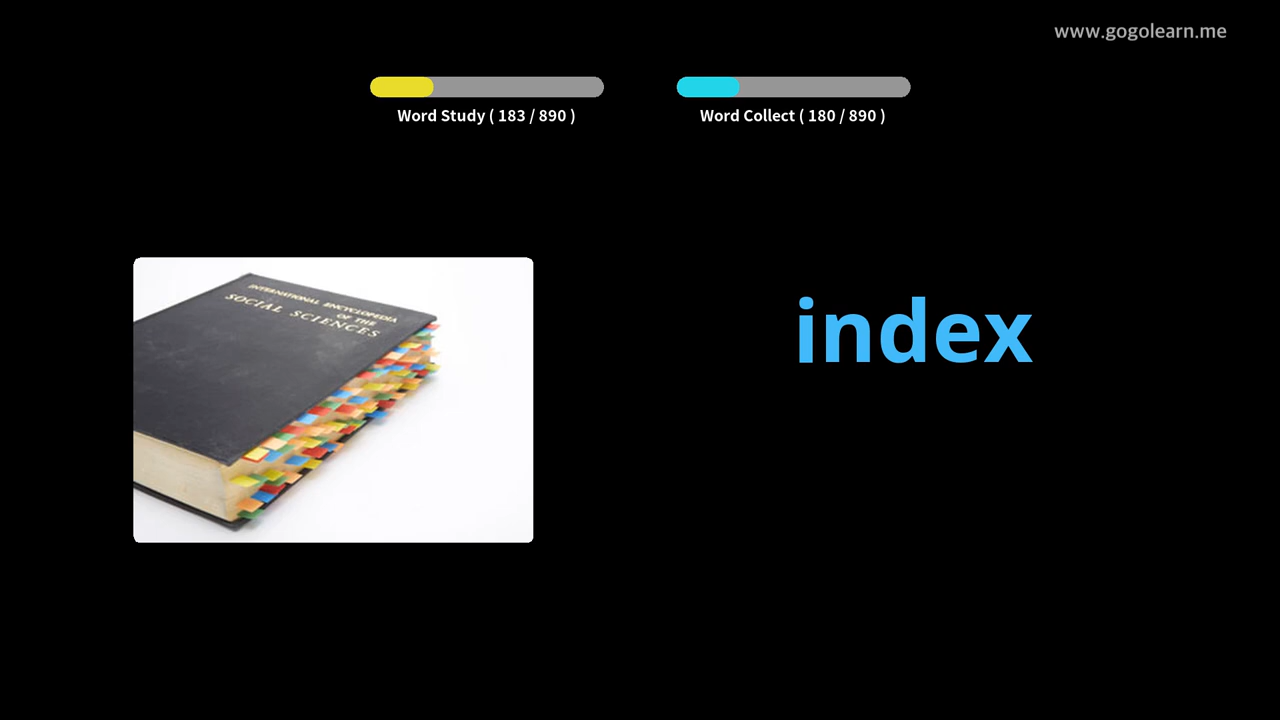 www.gogolearn.me
Word Study ( 183 / 890 )
Word Collect ( 180 / 890 )
INTERNATIONAL ENCYCLOPEDIA
OF THE
SOCIAL SCIENCES
index